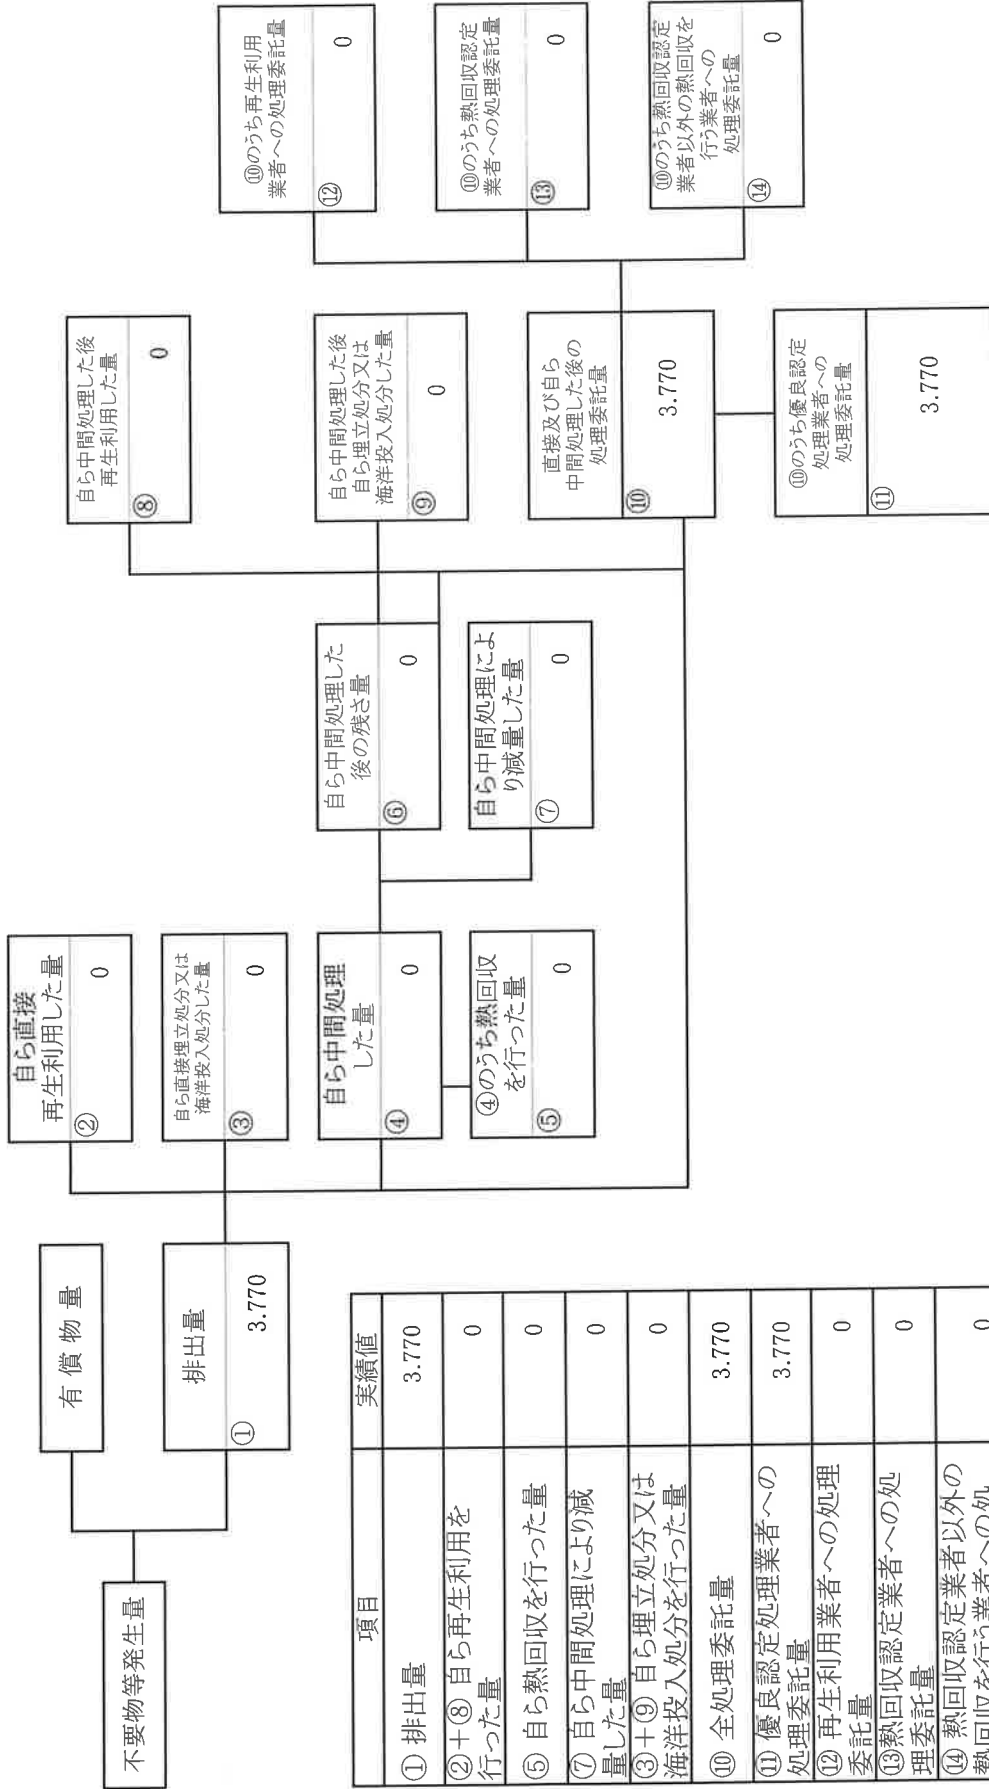 不要物等発生量
有償物量
排出量
①
3.770
自ら直接
再生利用した量
②
0
自ら直接埋立処分又は
海洋投入処分した量
③
0
自ら中間処理
した量
④
0
④のうち熱回収
を行った量
⑤
0
自ら中間処理した
後の残さ量
⑥
0
自ら中間処理によ
り減量した量
⑦
0
自ら中間処理した後
再生利用した量
⑧
0
自ら中間処理した後
自ら埋立処分又は
海洋投入処分した量
⑨
0
直接及び自ら
中間処理した後の
処理委託量
⑩
3.770
⑩のうち優良認定
処理業者への
処理委託量
⑪
3.770
⑩のうち再生利用
業者への処理委託量
⑫
0
⑩のうち熱回収認定
業者への処理委託量
⑬
0
⑩のうち熱回収認定
業者以外の熱回収を
行う業者への
処理委託量
⑭
0
項目 実績値
① 排出量 3.770
②+⑧ 自ら再生利用を
行った量 0
⑤ 自ら熱回収を行った量 0
⑦ 自ら中間処理により減
量した量 0
③+⑨ 自ら埋立処分又は
海洋投入処分を行った量 0
⑩ 全処理委託量 3.770
⑪ 優良認定処理業者への
処理委託量 3.770
⑫ 再生利用業者への処理
委託量 0
⑬熱回収認定業者への処
理委託量 0
⑭ 熱回収認定業者以外の
熱回収を行う業者への処 0